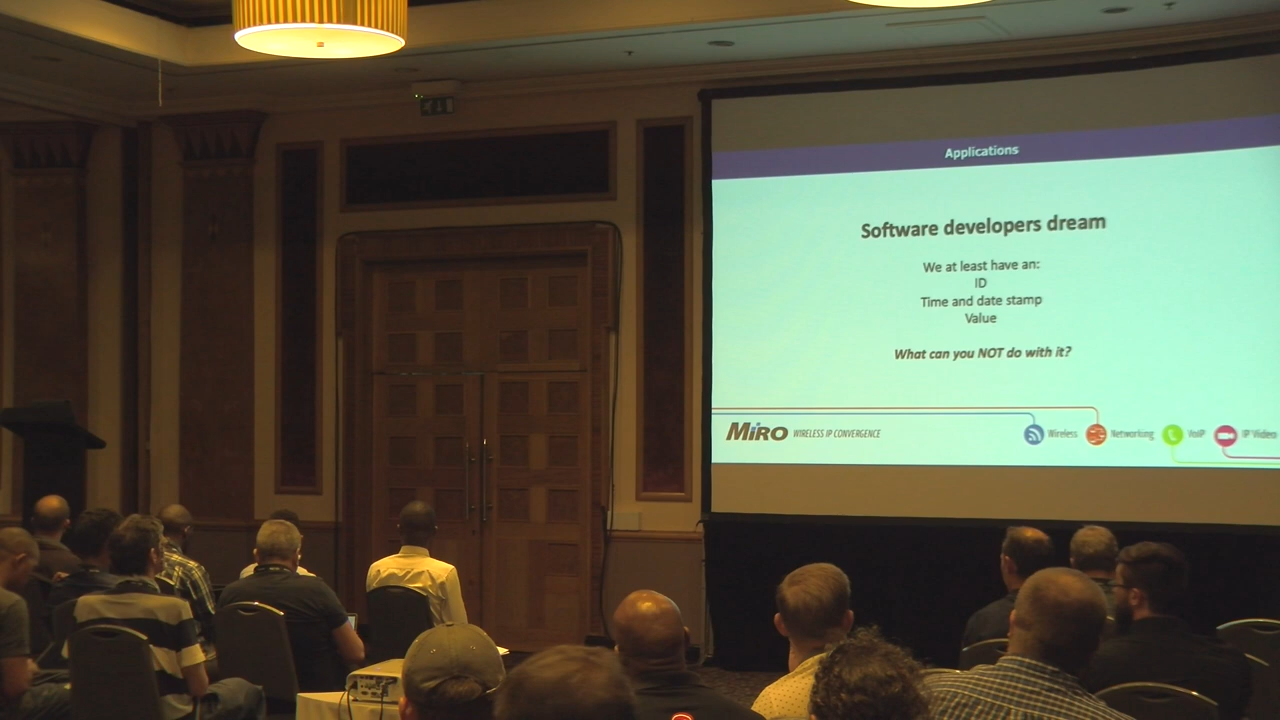 Applications
Software developers dream
We at least have an:
ID
Time and date stamp
Value
What can you NOT do with it?
MiRO WIRELESS IP CONVERGENCE
Wireless Networking VoIP IP Video